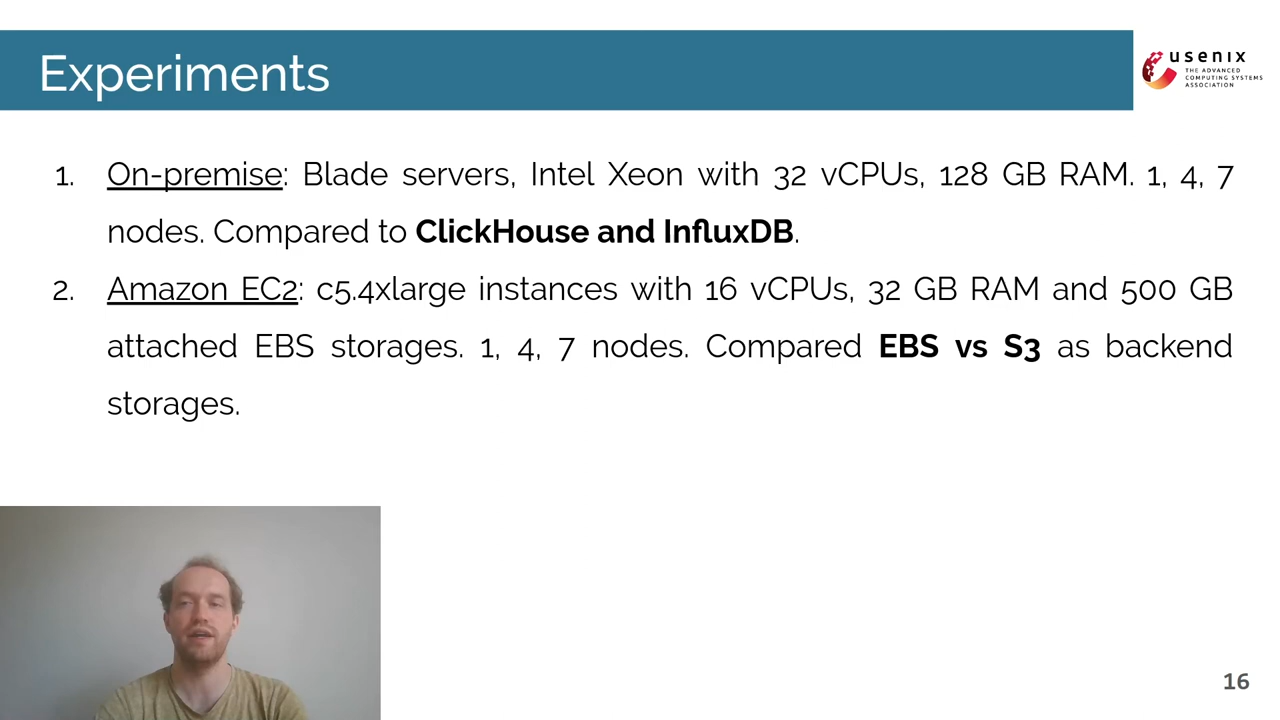 Experiments
usenix
THE ADVANCED
COMPUTING SYSTEMS
ASSOCIATION
1. On-premise: Blade servers, Intel Xeon with 32 vCPUs, 128 GB RAM. 1, 4, 7
nodes. Compared to ClickHouse and InfluxDB.
2. Amazon EC2: c5.4xlarge instances with 16 vCPUs, 32 GB RAM and 500 GB
attached EBS storages. 1, 4, 7 nodes. Compared EBS vs S3 as backend
storages.
16